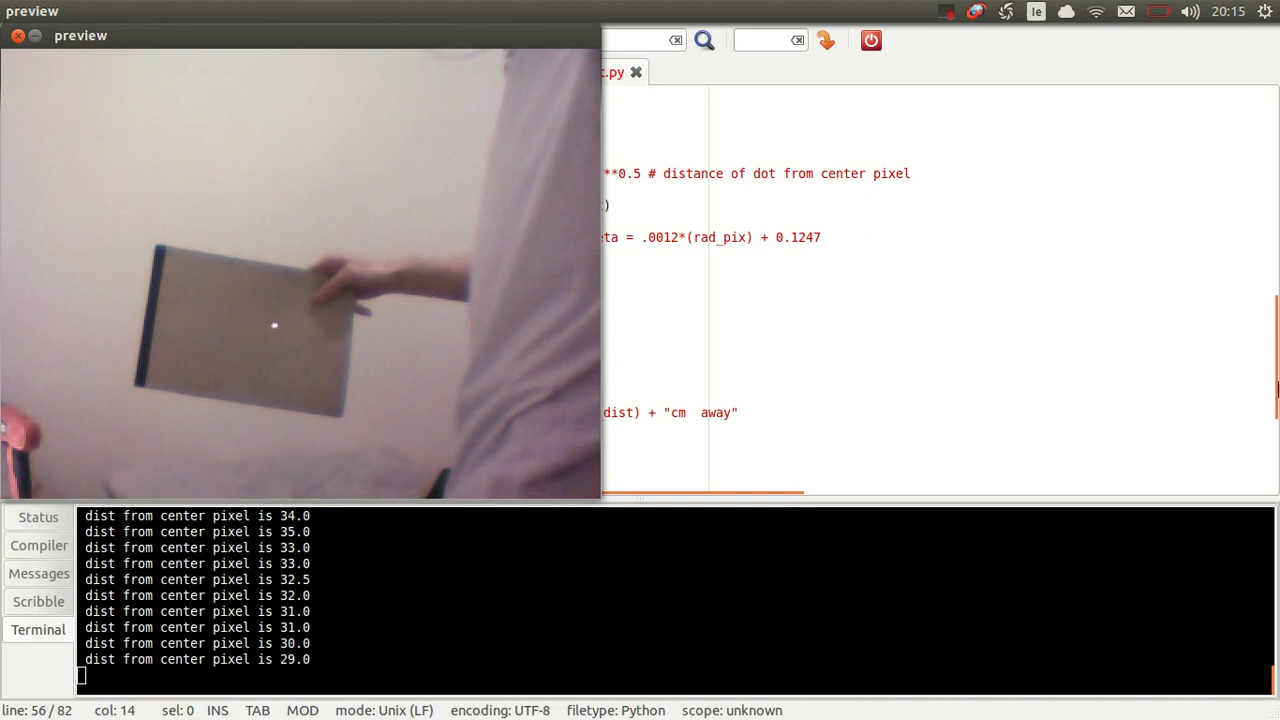 preview
Ie
20:15
preview
c.py
**0.5 # distance of dot from center pixel
)
eta = .0012*(rad_pix) + 0.1247
_dist) + "cm  away"
Status
Compiler
Messages
Scribble
Terminal
dist from center pixel is 34.0
dist from center pixel is 35.0
dist from center pixel is 33.0
dist from center pixel is 33.0
dist from center pixel is 32.5
dist from center pixel is 32.0
dist from center pixel is 31.0
dist from center pixel is 31.0
dist from center pixel is 30.0
dist from center pixel is 29.0
line: 56 / 82 col: 14 sel: 0 INS TAB MOD mode: Unix (LF) encoding: UTF-8 filetype: Python scope: unknown